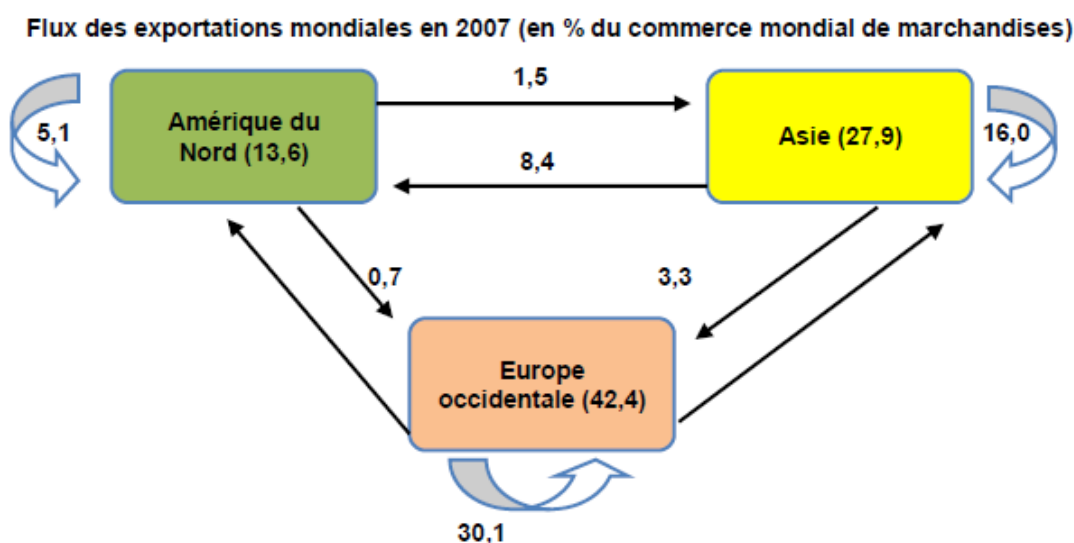 Flux des exportations mondiales en 2007 (en % du commerce mondial de marchandises)
1,5
Amérique du
Nord (13,6)
5,1
Asie (27,9)
16,0
8,4
0,7
3,3
Europe
occidentale (42,4)
30,1